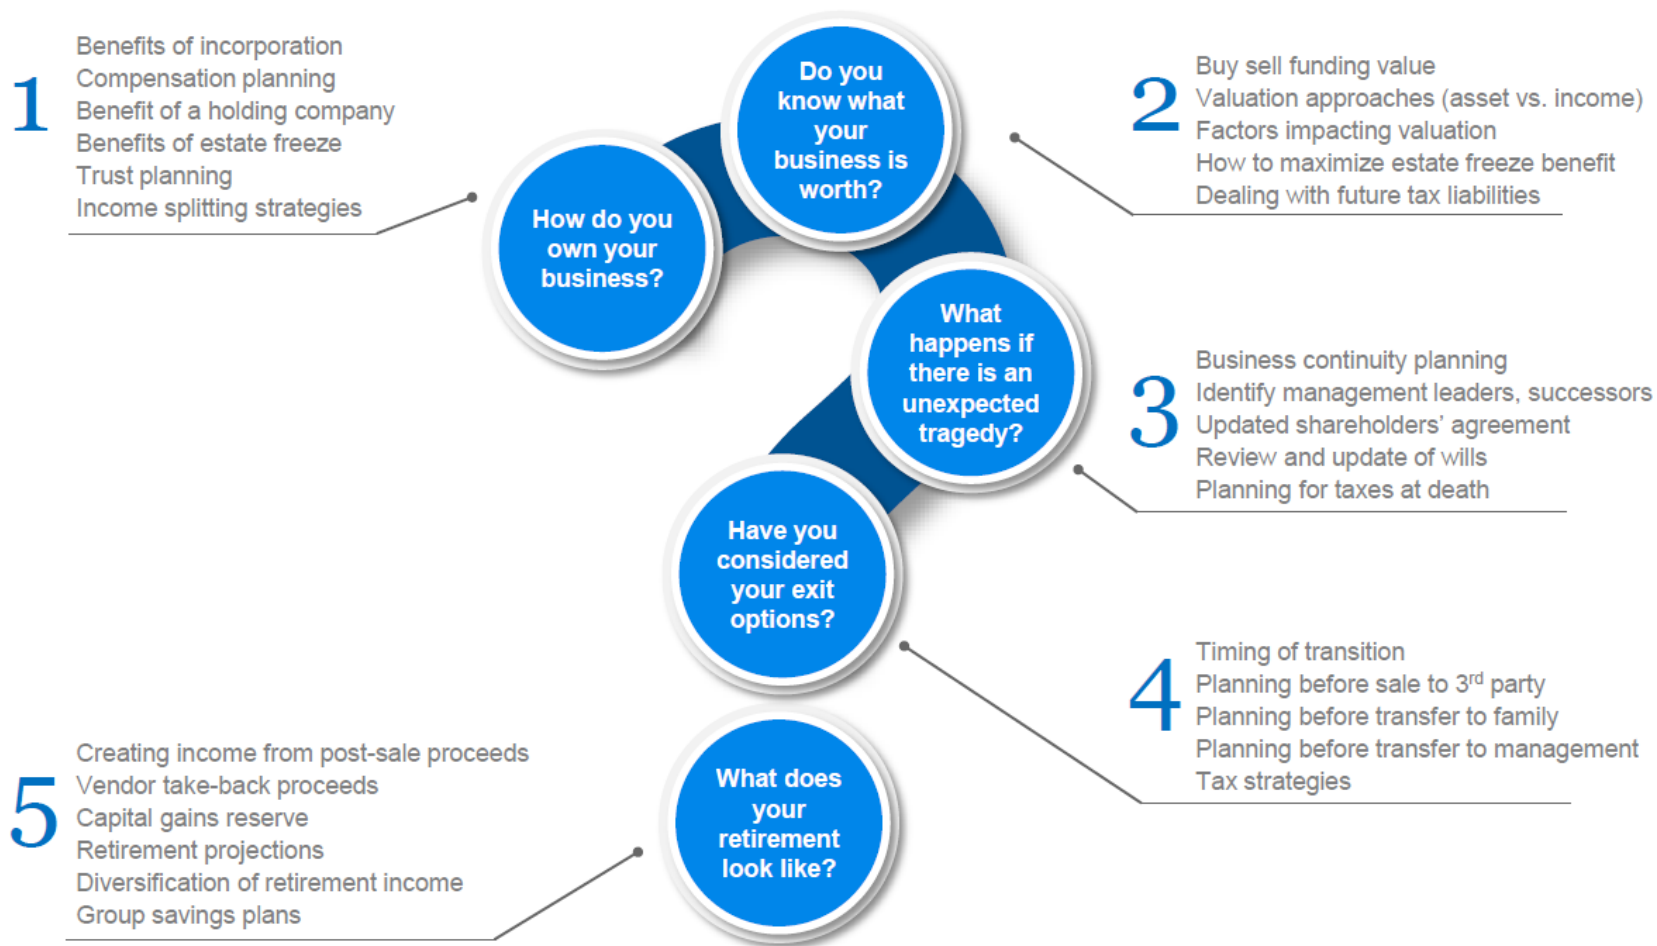 1
Benefits of incorporation
Compensation planning
Benefit of a holding company
Benefits of estate freeze
Trust planning
Income splitting strategies
How do you
own your
business?
Do you
know what
your
business is
worth?
2
Buy sell funding value
Valuation approaches (asset vs. income)
Factors impacting valuation
How to maximize estate freeze benefit
Dealing with future tax liabilities
What
happens if
there is an
unexpected
tragedy?
3
Business continuity planning
Identify management leaders, successors
Updated shareholders’ agreement
Review and update of wills
Planning for taxes at death
Have you
considered
your exit
options?
4
Timing of transition
Planning before sale to 3rd party
Planning before transfer to family
Planning before transfer to management
Tax strategies
What does
your
retirement
look like?
5
Creating income from post-sale proceeds
Vendor take-back proceeds
Capital gains reserve
Retirement projections
Diversification of retirement income
Group savings plans